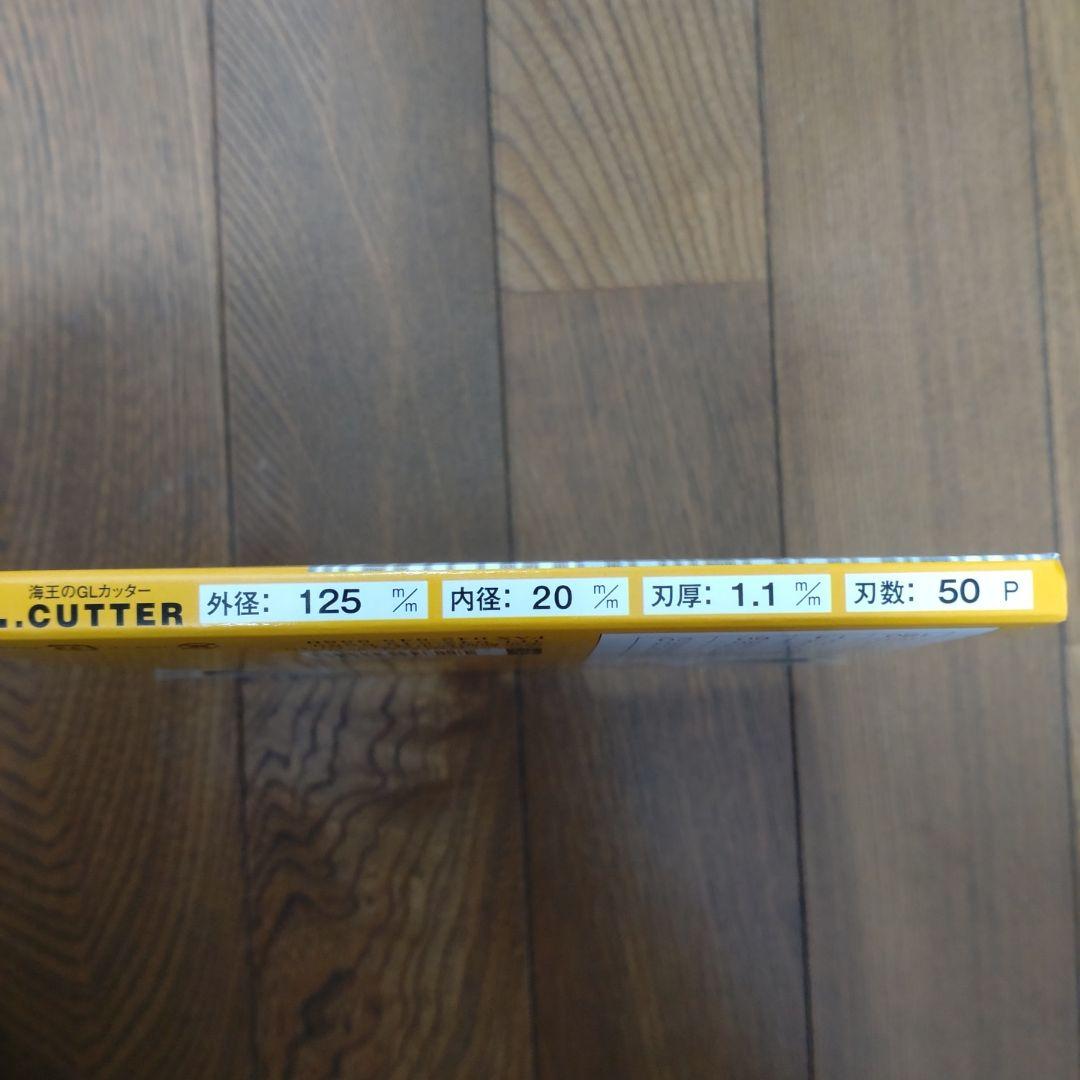 海王のGLカッター
L.CUTTER
外径: 125 m/m
内径: 20 m/m
刃厚: 1.1 m/m
刃数: 50 P